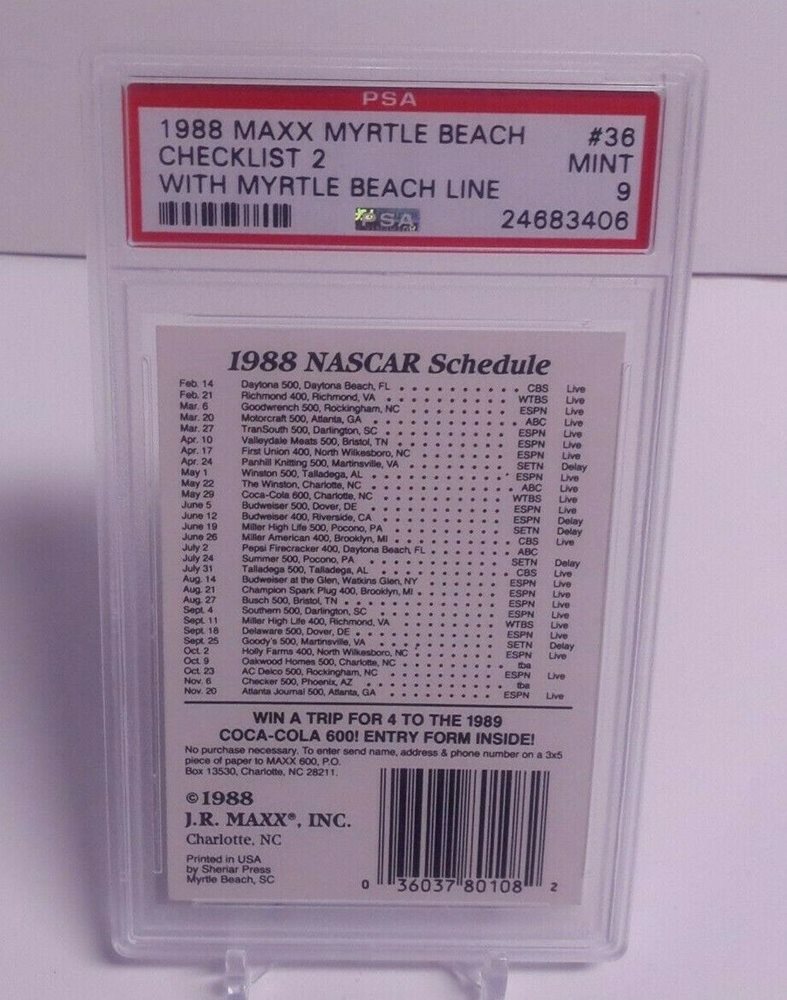 PSA
1988 MAXX MYRTLE BEACH #36
CHECKLIST 2 MINT
WITH MYRTLE BEACH LINE 9
PSA 24683406
1988 NASCAR Schedule
Feb. 14 Daytona 500, Daytona Beach, FL CBS Live
Feb. 21 Richmond 400, Richmond, VA WTBS Live
Mar. 6 Goodwrench 500, Rockingham, NC ESPN Live
Mar. 20 Motorcraft 500, Atlanta, GA ABC Live
Mar. 27 TranSouth 500, Darlington, SC ESPN Live
Apr. 10 Valleydale Meats 500, Bristol, TN ESPN Live
Apr. 17 First Union 400, North Wilkesboro, NC ESPN Live
Apr. 24 Panhill Knitting 500, Martinsville, VA SETN Delay
May 1 Winston 500, Talladega, AL ESPN Live
May 22 The Winston, Charlotte, NC ABC Live
May 29 Coca-Cola 600, Charlotte, NC WTBS Live
June 5 Budweiser 500, Dover, DE ESPN Live
June 12 Budweiser 400, Riverside, CA ESPN Delay
June 19 Miller High Life 500, Pocono, PA SETN Delay
June 26 Miller American 400, Brooklyn, MI CBS Live
July 2 Pepsi Firecracker 400, Daytona Beach, FL ABC
July 24 Summer 500, Pocono, PA SETN Delay
July 31 Talladega 500, Talladega, AL CBS Live
Aug. 14 Budweiser at the Glen, Watkins Glen, NY ESPN Live
Aug. 21 Champion Spark Plug 400, Brooklyn, MI ESPN Live
Aug. 27 Busch 500, Bristol, TN ESPN Live
Sept. 4 Southern 500, Darlington, SC ESPN Live
Sept. 11 Miller High Life 400, Richmond, VA WTBS Live
Sept. 18 Delaware 500, Dover, DE ESPN Live
Sept. 25 Goody's 500, Martinsville, VA SETN Delay
Oct. 2 Holly Farms 400, North Wilkesboro, NC ESPN Live
Oct. 9 Oakwood Homes 500, Charlotte, NC tba
Oct. 23 AC Delco 500, Rockingham, NC ESPN Live
Nov. 6 Checker 500, Phoenix, AZ tba
Nov. 20 Atlanta Journal 500, Atlanta, GA ESPN Live
WIN A TRIP FOR 4 TO THE 1989
COCA-COLA 600! ENTRY FORM INSIDE!
No purchase necessary. To enter send name, address & phone number on a 3x5
piece of paper to MAXX 600, P.O.
Box 13530, Charlotte, NC 28211.
©1988
J.R. MAXX®, INC.
Charlotte, NC
Printed in USA
by Sheriar Press
Myrtle Beach, SC
0 36037 80108 2